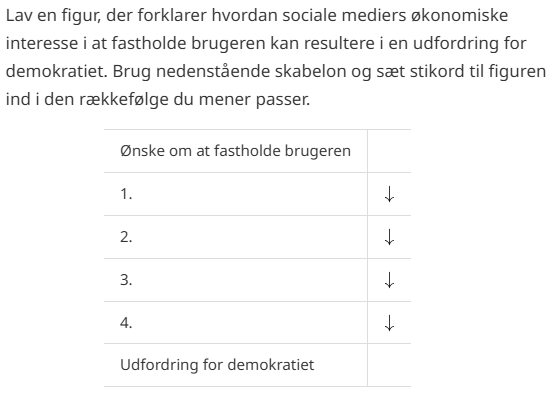 Lav en figur, der forklarer hvordan sociale mediers økonomiske
interesse i at fastholde brugeren kan resultere i en udfordring for
demokratiet. Brug nedenstående skabelon og sæt stikord til figuren
ind i den rækkefølge du mener passer.
Ønske om at fastholde brugeren
1. ↓
2. ↓
3. ↓
4. ↓
Udfordring for demokratiet